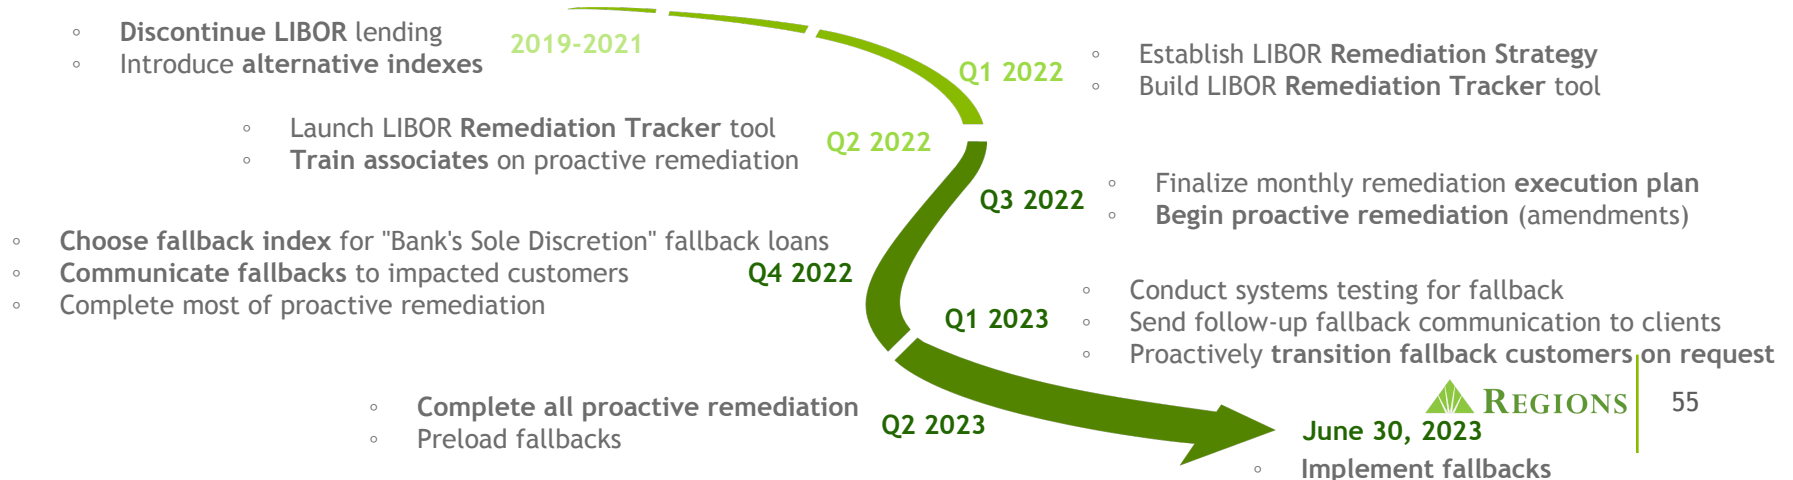 ◦ Discontinue LIBOR lending
◦ Introduce alternative indexes
2019-2021
Q1 2022
◦ Establish LIBOR Remediation Strategy
◦ Build LIBOR Remediation Tracker tool
◦ Launch LIBOR Remediation Tracker tool
◦ Train associates on proactive remediation
Q2 2022
Q3 2022
◦ Finalize monthly remediation execution plan
◦ Begin proactive remediation (amendments)
◦ Choose fallback index for "Bank's Sole Discretion" fallback loans
◦ Communicate fallbacks to impacted customers
◦ Complete most of proactive remediation
Q4 2022
Q1 2023
◦ Conduct systems testing for fallback
◦ Send follow-up fallback communication to clients
◦ Proactively transition fallback customers on request
◦ Complete all proactive remediation
◦ Preload fallbacks
Q2 2023
REGIONS
55
June 30, 2023
◦ Implement fallbacks